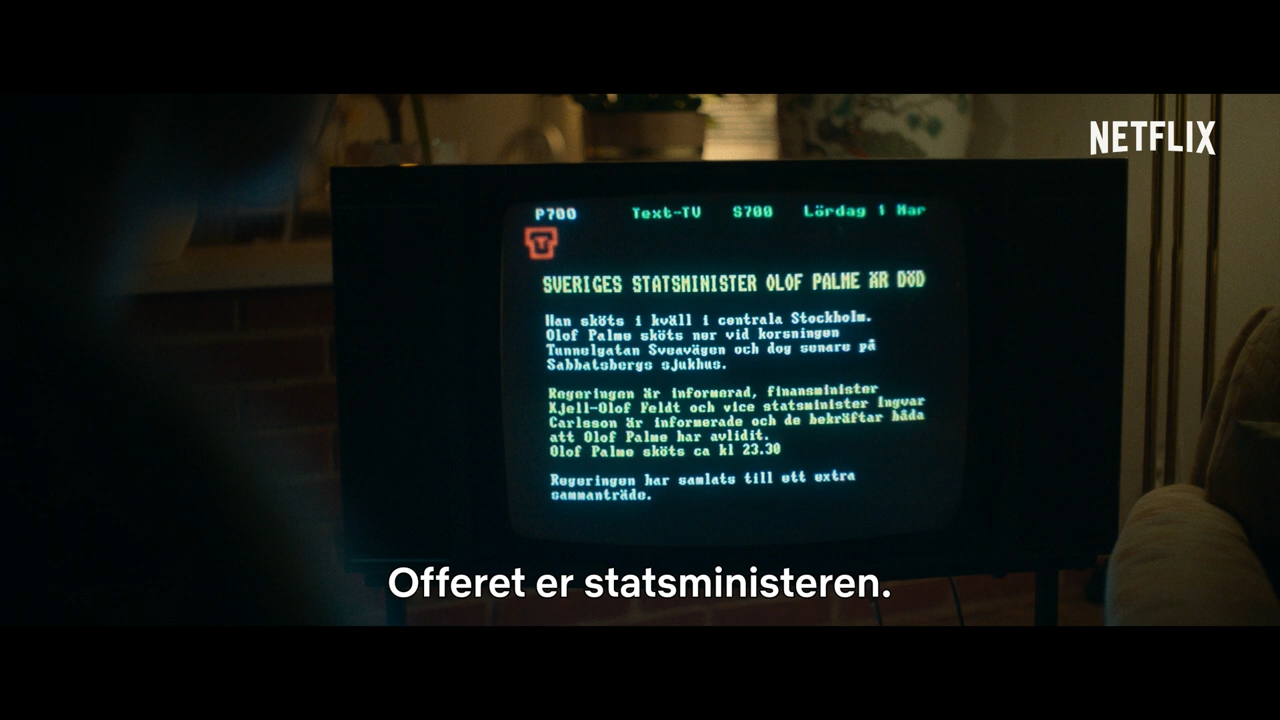 NETFLIX
P700 Text-TV S700 Lördag 1 Mar
SVERIGES STATSMINISTER OLOF PALME ÄR DÖD
Han sköts i kväll i centrala Stockholm.
Olof Palme sköts ner vid korsningen
Tunnelgatan Sveavägen och dog senare på
Sabbatsbergs sjukhus.
Regeringen är informerad, finansminister
Kjell-Olof Feldt och vice statsminister Ingvar
Carlsson är informerade och de bekräftar båda
att Olof Palme har avlidit.
Olof Palme sköts ca kl 23.30
Regeringen har samlats till ett extra
sammanträde.
Offeret er statsministeren.